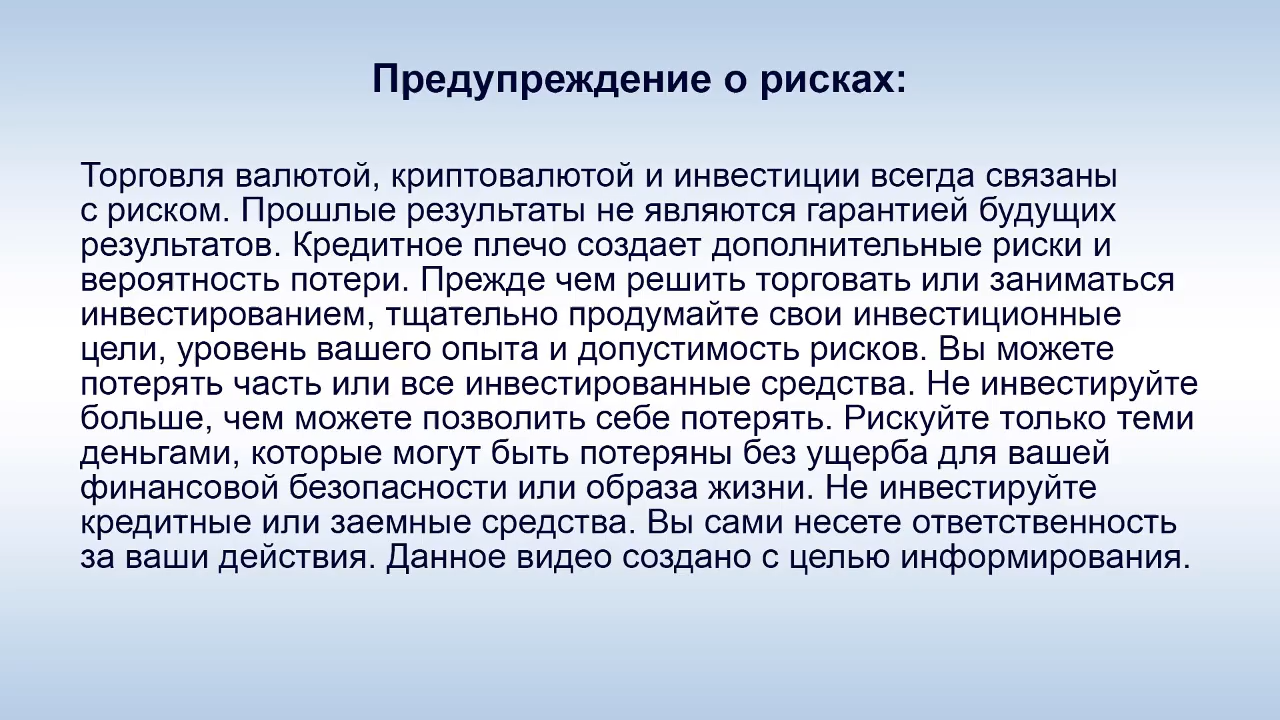 Предупреждение о рисках:
Торговля валютой, криптовалютой и инвестиции всегда связаны
с риском. Прошлые результаты не являются гарантией будущих
результатов. Кредитное плечо создает дополнительные риски и
вероятность потери. Прежде чем решить торговать или заниматься
инвестированием, тщательно продумайте свои инвестиционные
цели, уровень вашего опыта и допустимость рисков. Вы можете
потерять часть или все инвестированные средства. Не инвестируйте
больше, чем можете позволить себе потерять. Рискуйте только теми
деньгами, которые могут быть потеряны без ущерба для вашей
финансовой безопасности или образа жизни. Не инвестируйте
кредитные или заемные средства. Вы сами несете ответственность
за ваши действия. Данное видео создано с целью информирования.